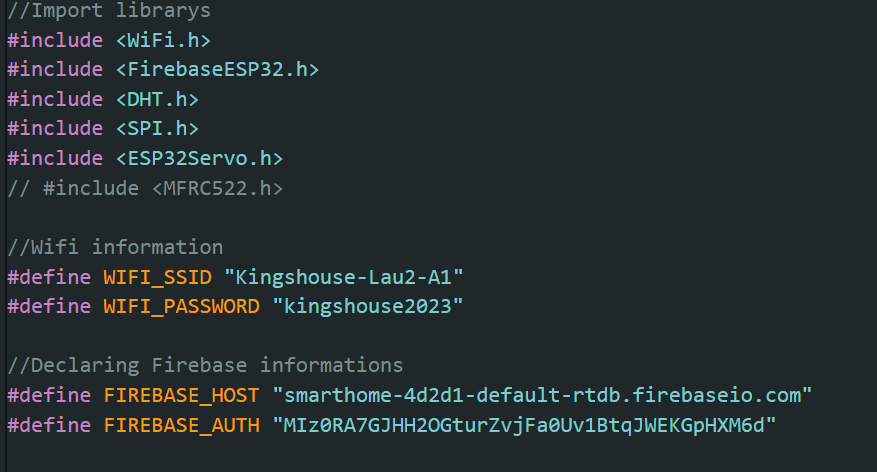 //Import librarys
#include <WiFi.h>
#include <FirebaseESP32.h>
#include <DHT.h>
#include <SPI.h>
#include <ESP32Servo.h>
// #include <MFRC522.h>
//Wifi information
#define WIFI_SSID "Kingshouse-Lau2-A1"
#define WIFI_PASSWORD "kingshouse2023"
//Declaring Firebase informations
#define FIREBASE_HOST "smarthome-4d2d1-default-rtdb.firebaseio.com"
#define FIREBASE_AUTH "MIz0RA7GJHH2OGturZvjFa0Uv1BtqJWEKGpHXM6d"